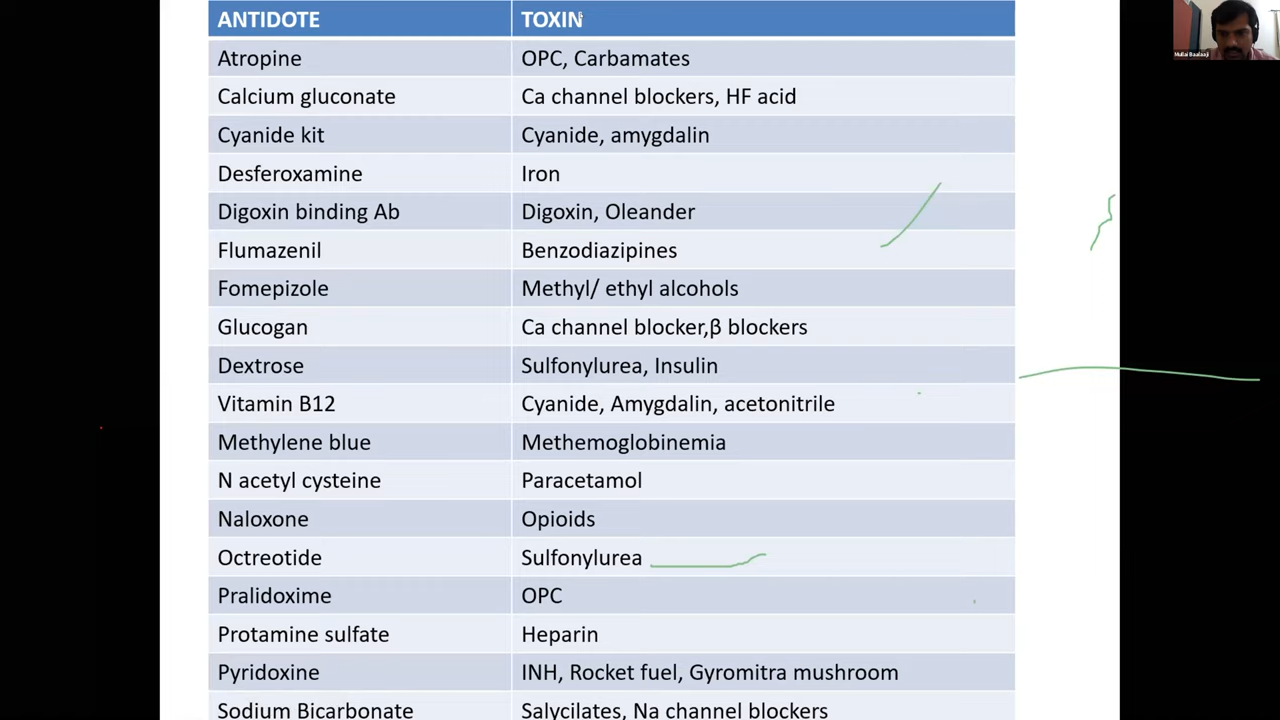 ANTIDOTE TOXIN
Atropine OPC, Carbamates
Calcium gluconate Ca channel blockers, HF acid
Cyanide kit Cyanide, amygdalin
Desferoxamine Iron
Digoxin binding Ab Digoxin, Oleander
Flumazenil Benzodiazipines
Fomepizole Methyl/ ethyl alcohols
Glucogan Ca channel blocker,β blockers
Dextrose Sulfonylurea, Insulin
Vitamin B12 Cyanide, Amygdalin, acetonitrile
Methylene blue Methemoglobinemia
N acetyl cysteine Paracetamol
Naloxone Opioids
Octreotide Sulfonylurea
Pralidoxime OPC
Protamine sulfate Heparin
Pyridoxine INH, Rocket fuel, Gyromitra mushroom
Sodium Bicarbonate Salycilates, Na channel blockers
Mullai Baalaaji